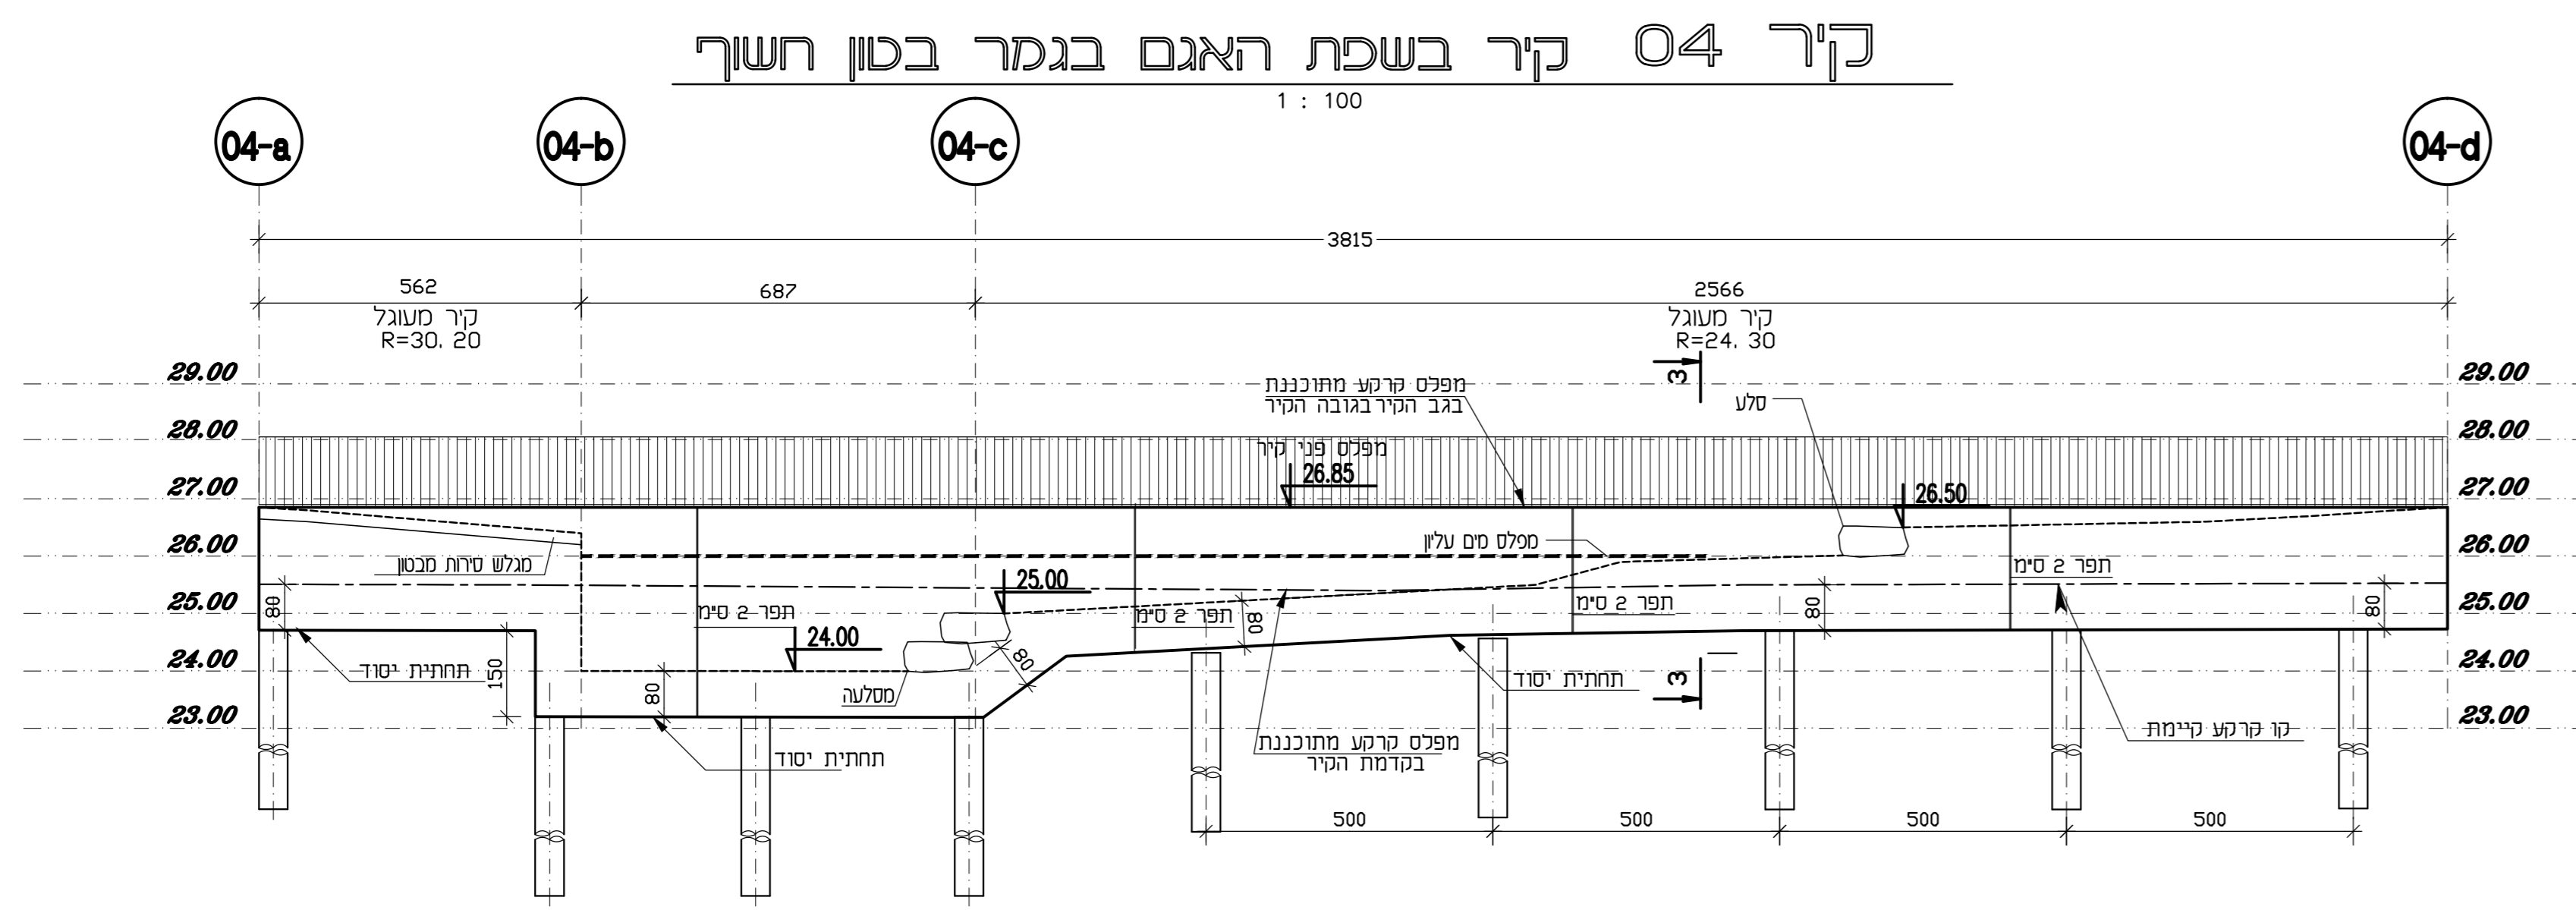 קיר 04 קיר בשפת האגם בגמר בטון חשוף
1 : 100
04-a
04-b
04-c
04-d
3815
562
687
2566
קיר מעוגל
R=30.20
קיר מעוגל
R=24.30
3
29.00
29.00
מפלס קרקע מתוכננת
בגב הקיר בגובה הקיר
סלע
28.00
28.00
מפלס פני קיר
26.85
27.00
27.00
26.50
26.00
26.00
מגלש סירות מבטון
מפלס מים עליון
תפר 2 ס״מ
25.00
25.00
25.00
80
תפר 2 ס״מ
תפר 2 ס״מ
80
תפר 2 ס״מ
80
80
24.00
24.00
24.00
תחתית יסוד
150
80
מסלעה
80
תחתית יסוד
3
23.00
23.00
תחתית יסוד
מפלס קרקע מתוכננת
בקדמת הקיר
קו קרקע קיימת
500
500
500
500